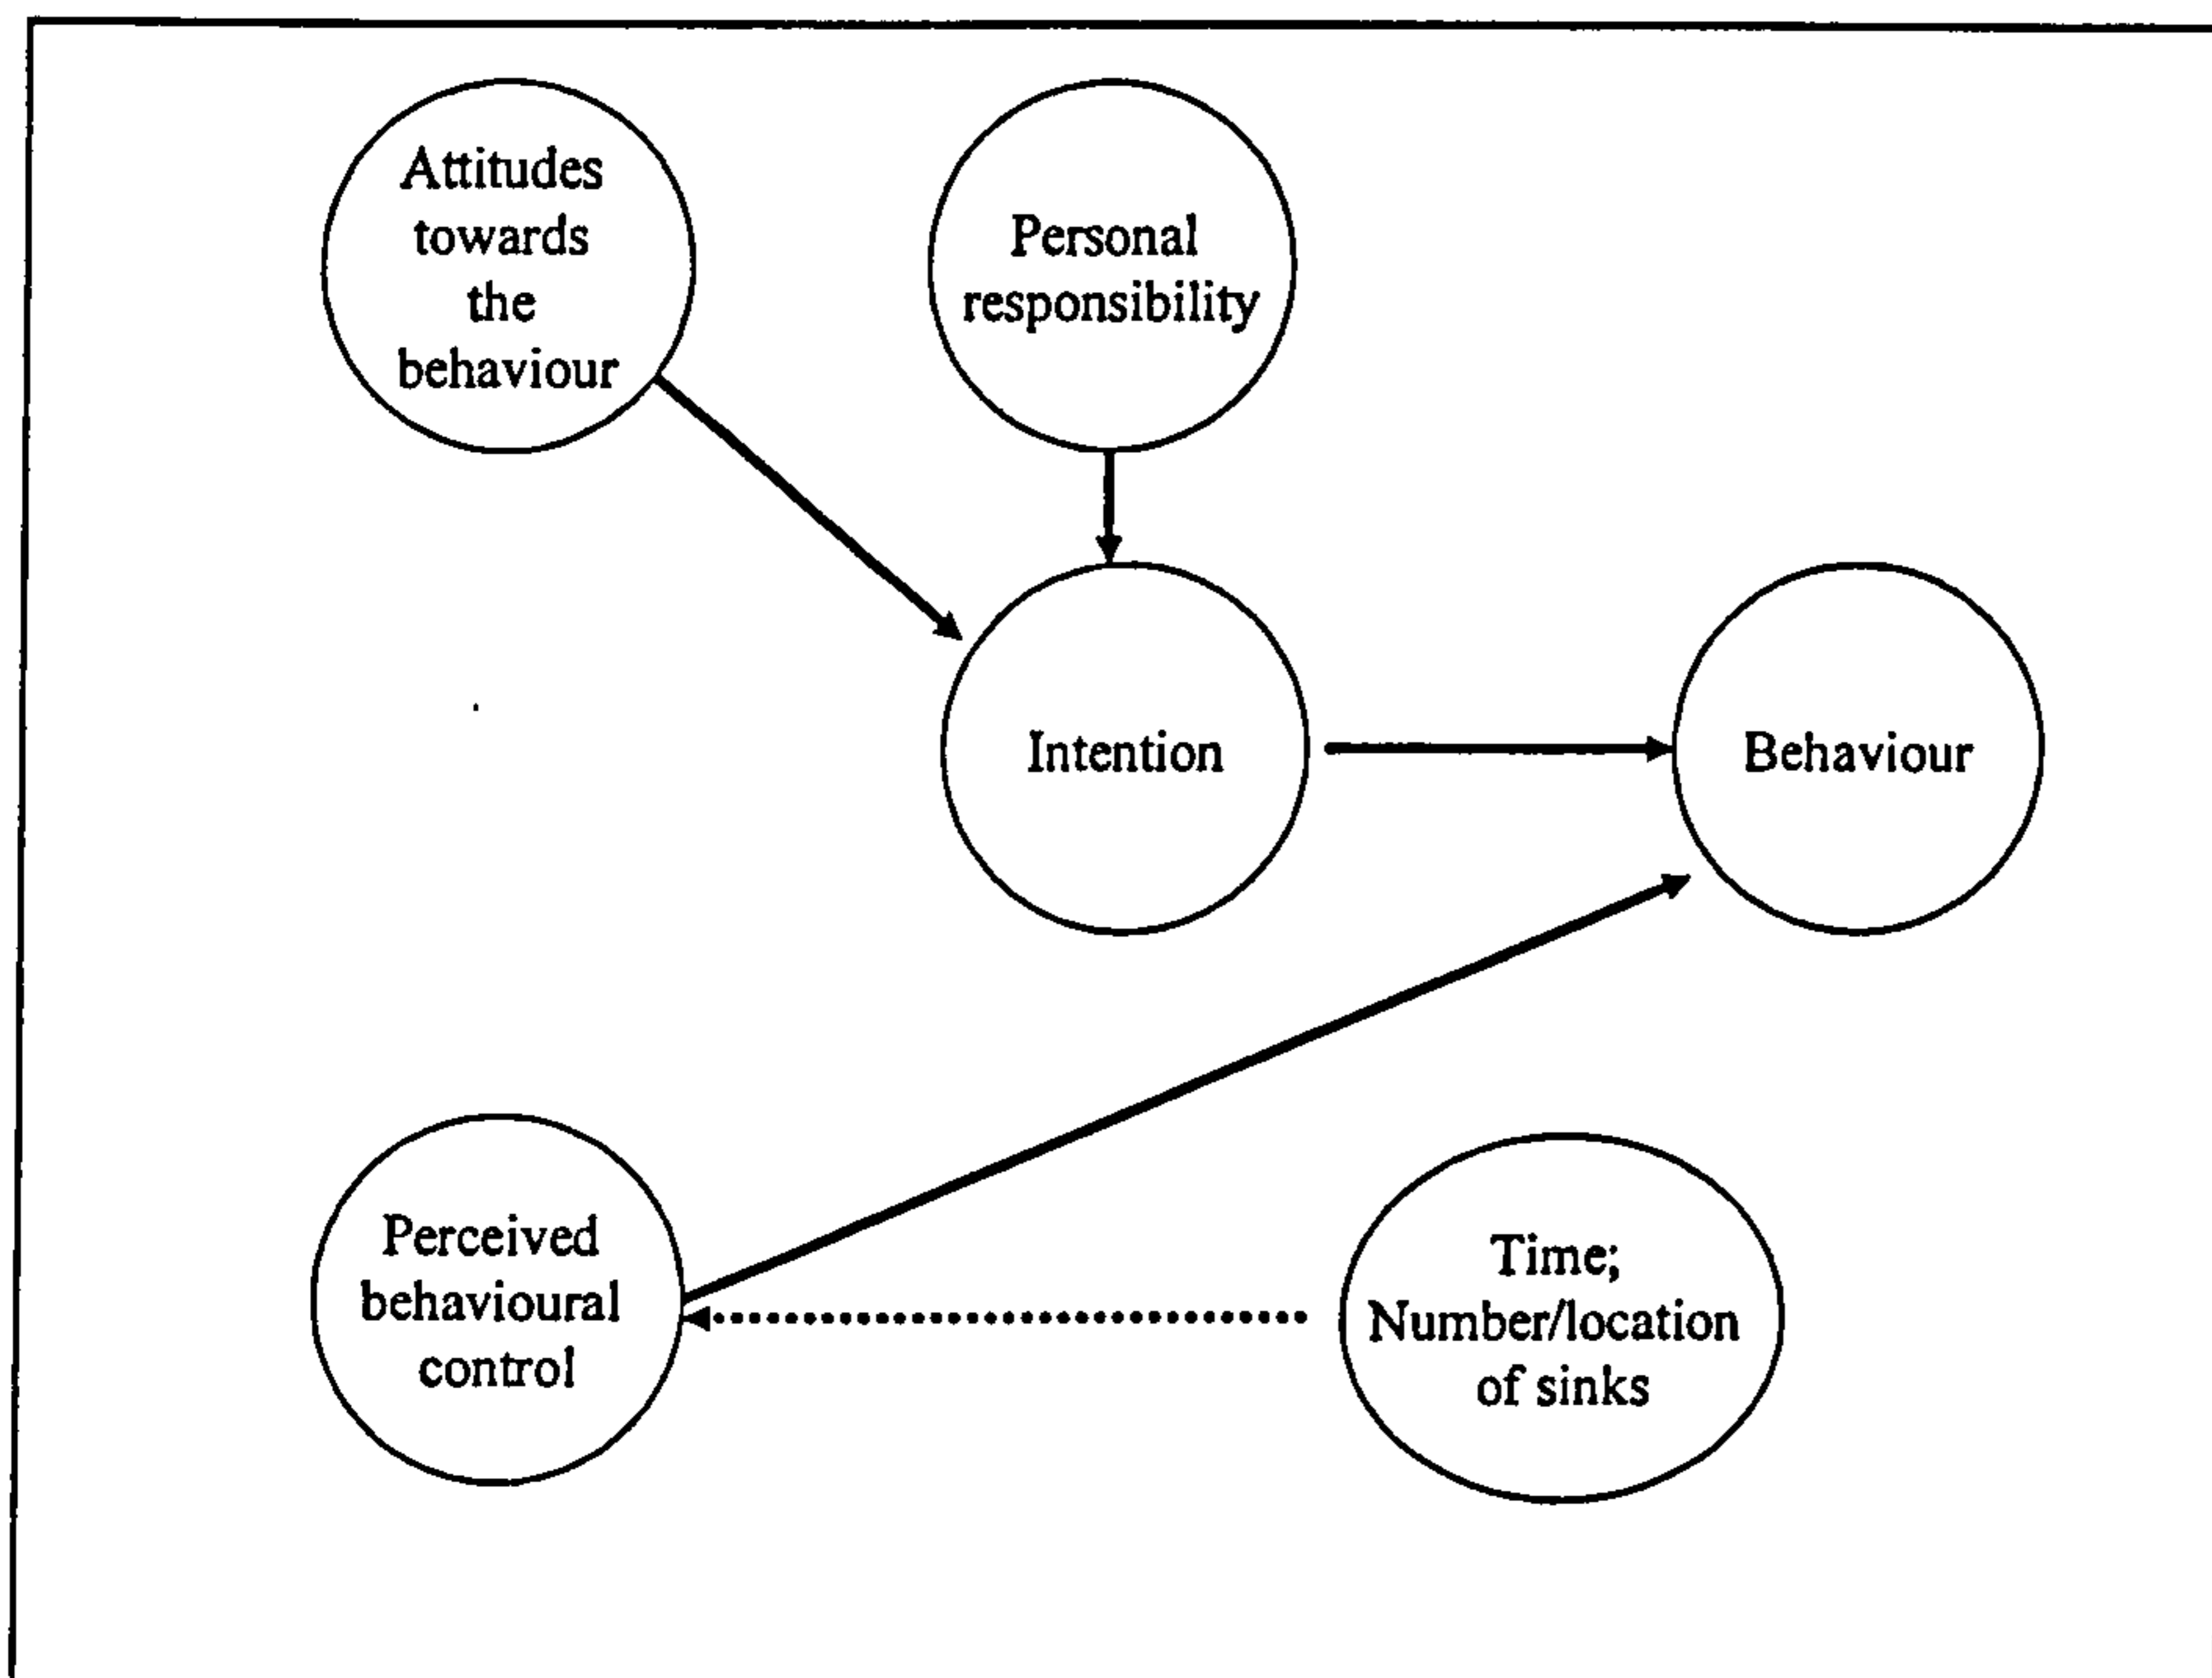 Attitudes
towards
the
behaviour
Personal
responsibility
Intention
Behaviour
Perceived
behavioural
control
Time;
Number/location
of sinks